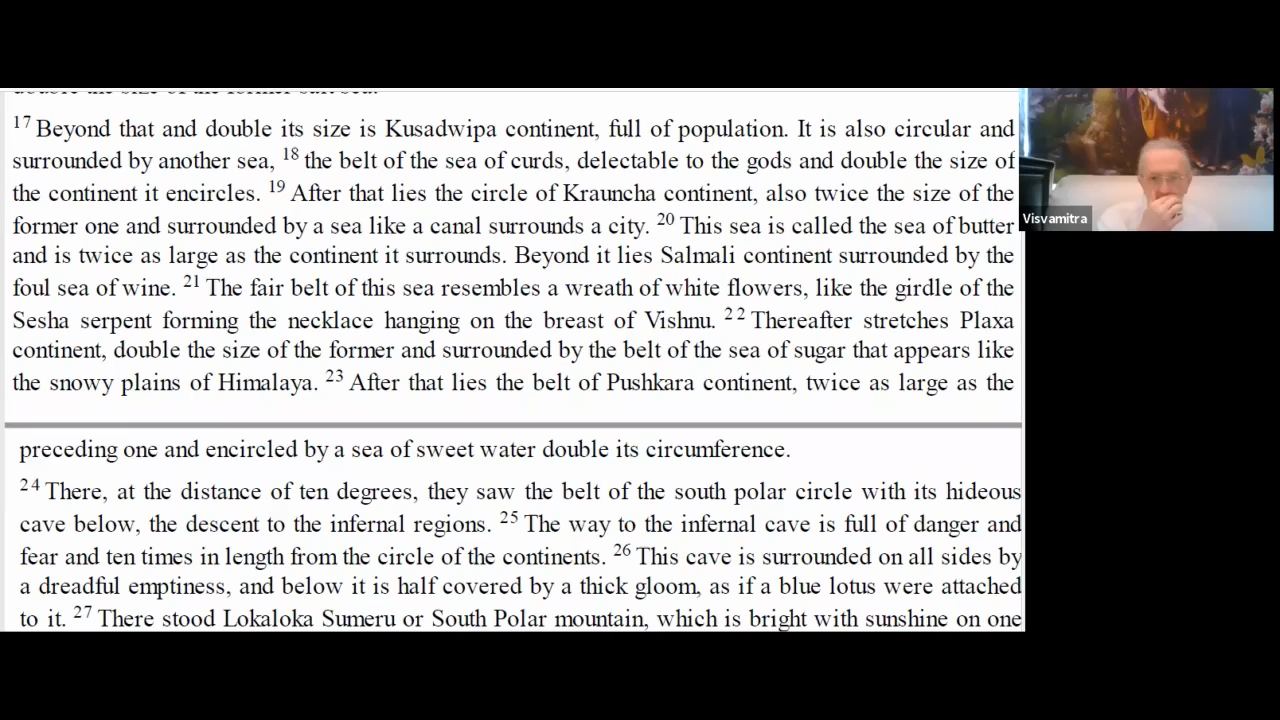 17 Beyond that and double its size is Kusadwipa continent, full of population. It is also circular and
surrounded by another sea, 18 the belt of the sea of curds, delectable to the gods and double the size of
the continent it encircles. 19 After that lies the circle of Krauncha continent, also twice the size of the
former one and surrounded by a sea like a canal surrounds a city. 20 This sea is called the sea of butter
and is twice as large as the continent it surrounds. Beyond it lies Salmali continent surrounded by the
foul sea of wine. 21 The fair belt of this sea resembles a wreath of white flowers, like the girdle of the
Sesha serpent forming the necklace hanging on the breast of Vishnu. 22 Thereafter stretches Plaxa
continent, double the size of the former and surrounded by the belt of the sea of sugar that appears like
the snowy plains of Himalaya. 23 After that lies the belt of Pushkara continent, twice as large as the
preceding one and encircled by a sea of sweet water double its circumference.
24 There, at the distance of ten degrees, they saw the belt of the south polar circle with its hideous
cave below, the descent to the infernal regions. 25 The way to the infernal cave is full of danger and
fear and ten times in length from the circle of the continents. 26 This cave is surrounded on all sides by
a dreadful emptiness, and below it is half covered by a thick gloom, as if a blue lotus were attached
to it. 27 There stood Lokaloka Sumeru or South Polar mountain, which is bright with sunshine on one
Visvamitra